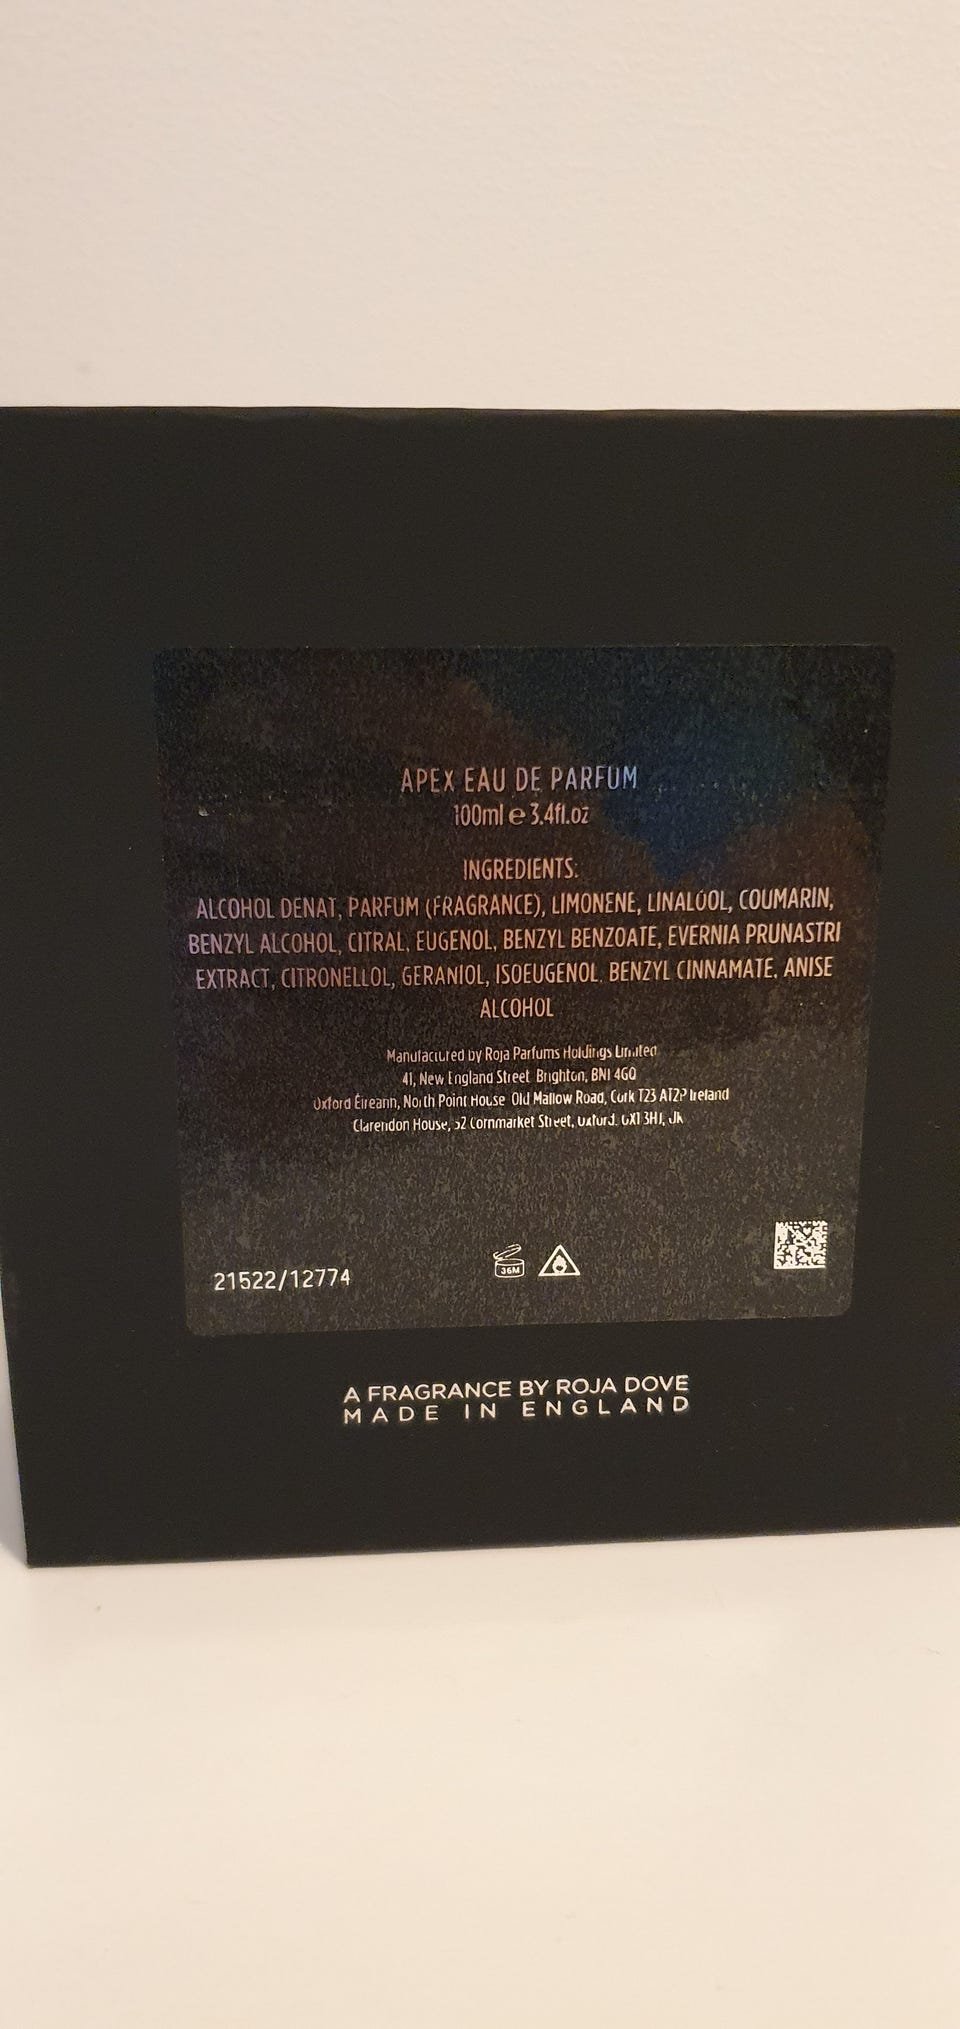 APEX EAU DE PARFUM
100ml e 3.4fl.oz
INGREDIENTS:
ALCOHOL DENAT, PARFUM (FRAGRANCE), LIMONENE, LINALOOL, COUMARIN,
BENZYL ALCOHOL, CITRAL, EUGENOL, BENZYL BENZOATE, EVERNIA PRUNASTRI
EXTRACT, CITRONELLOL, GERANIOL, ISOEUGENOL, BENZYL CINNAMATE, ANISE
ALCOHOL
Manufactured by Roja Parfums Holdings Limited
41, New England Street Brighton, BN1 4GQ
Oxford Éireann, North Point House Old Mallow Road, Cork T23 AT2P Ireland
Clarendon House, 52 Cornmarket Street, Oxford, OX1 3HJ, UK
36M
21522/12774
A FRAGRANCE BY ROJA DOVE
MADE IN ENGLAND